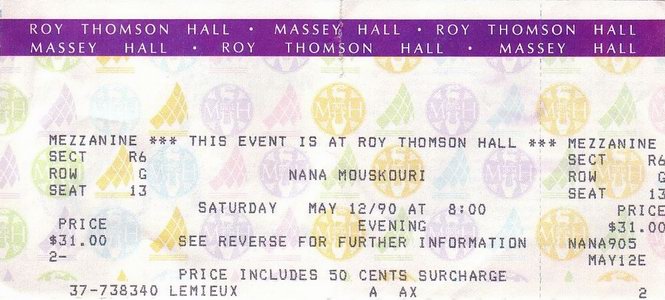 ROY THOMSON HALL • MASSEY HALL • ROY THOMSON HALL
MASSEY HALL • ROY THOMSON HALL • MASSEY HALL
MEZZANINE *** THIS EVENT IS AT ROY THOMSON HALL *** MEZZANINE
SECT R6 SECT R6
ROW G NANA MOUSKOURI ROW G
SEAT 13 SEAT 13
SATURDAY MAY 12/90 AT 8:00
PRICE EVENING PRICE
$31.00 SEE REVERSE FOR FURTHER INFORMATION $31.00
NANA905
2- MAY12E
PRICE INCLUDES 50 CENTS SURCHARGE
37-738340 LEMIEUX A AX 2